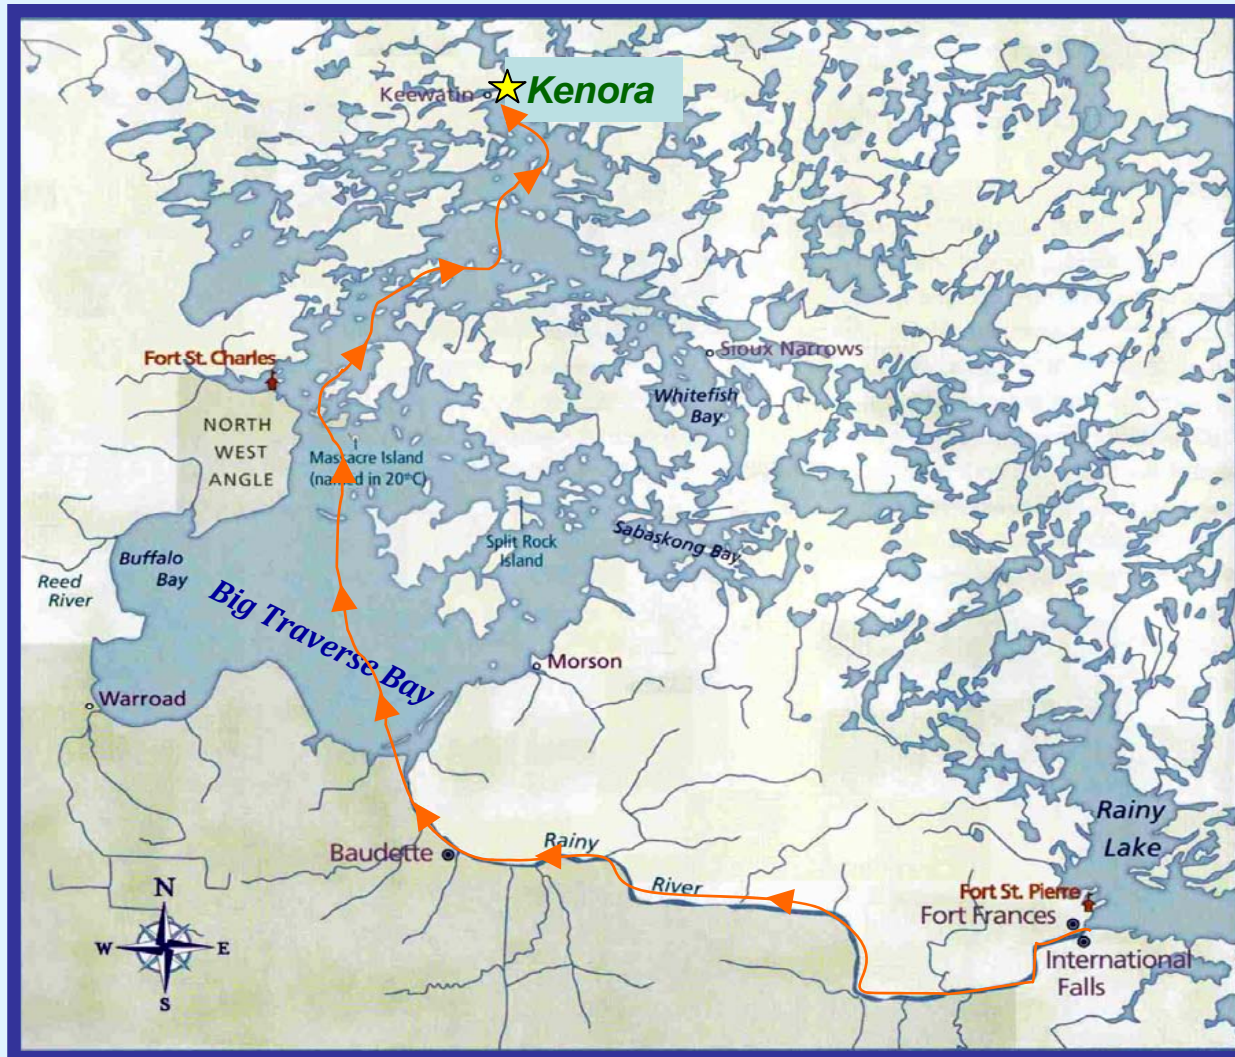 Keewatin
Kenora
Fort St. Charles
Sioux Narrows
Whitefish
Bay
NORTH
WEST
ANGLE
Massacre Island
(named in 20°C)
Split Rock
Island
Sabaskong Bay
Buffalo
Bay
Reed
River
Big Traverse Bay
Morson
Warroad
Rainy
Lake
Baudette
Rainy
River
Fort St. Pierre
Fort Frances
International
Falls
N
W
E
S